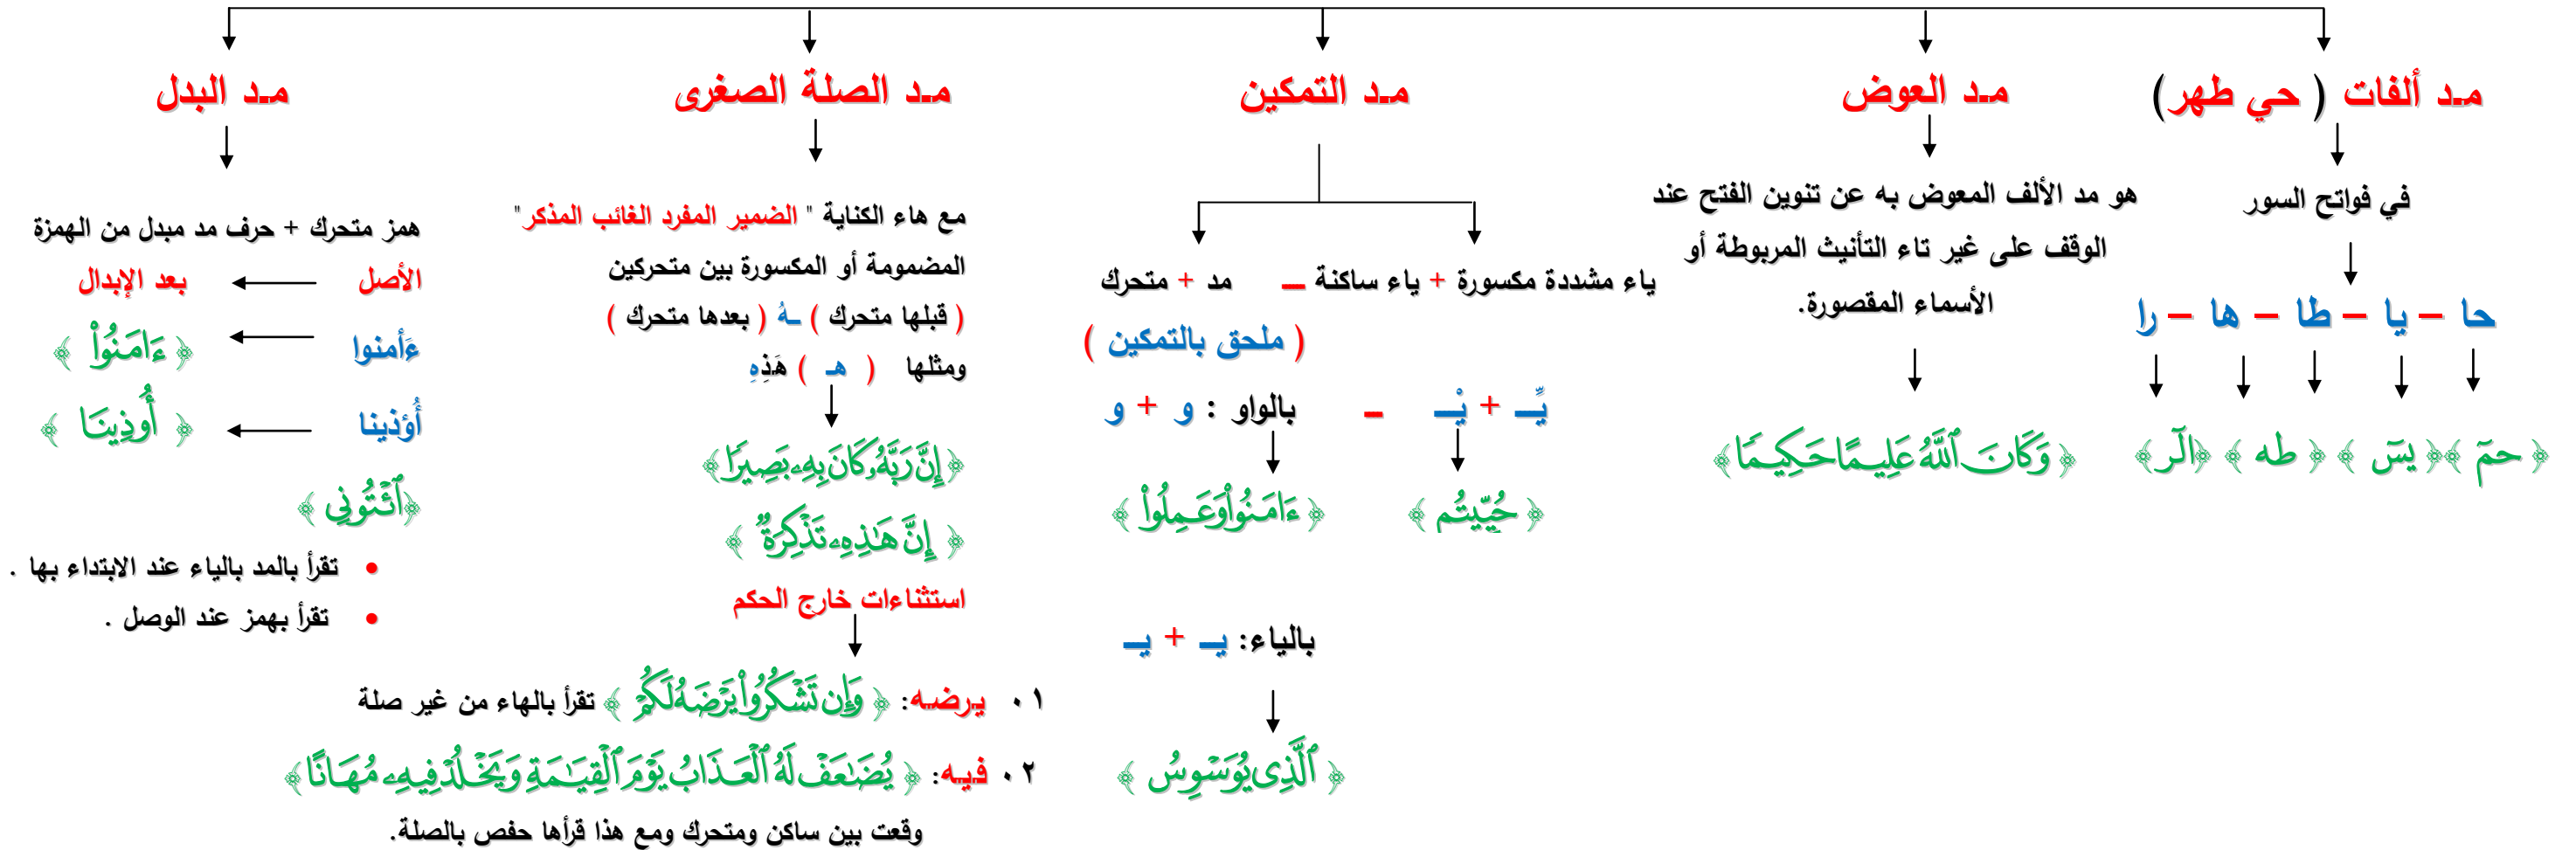 مد ألفات ( حي طهر)
في فواتح السور
حا – يا – طا – ها – را
﴿ حمٓ ﴾ ﴿ يسٓ ﴾ ﴿ طه ﴾ ﴿الٓر ﴾
مد العوض
هو مد الألف المعوض به عن تنوين الفتح عند
الوقف على غير تاء التأنيث المربوطة أو
الأسماء المقصورة.
﴿ وَكَانَ ٱللَّهُ عَلِيمًا حَكِيمًا ﴾
مد التمكين
ياء مشددة مكسورة + ياء ساكنة – مد + متحرك
( ملحق بالتمكين )
يِّـ + يْـ – بالواو : و + و
﴿ حُيِّيتُم ﴾ ﴿ ءَامَنُواْ وَعَمِلُواْ ﴾
بالياء: يـ + يـ
﴿ ٱلَّذِى يُوَسْوِسُ ﴾
مد الصلة الصغرى
مع هاء الكناية " الضمير المفرد الغائب المذكر"
المضمومة أو المكسورة بين متحركين
( قبلها متحرك ) ـهُ ( بعدها متحرك )
ومثلها ( هـ ) هَذِهِ
﴿ إِنَّ رَبَّهُۥ كَانَ بِهِۦ بَصِيرًا ﴾
﴿ إِنَّ هَٰذِهِۦ تَذْكِرَةٌ ﴾
استثناءات خارج الحكم
٠١ يرضه: ﴿ وَإِن تَشْكُرُواْ يَرْضَهُ لَكُمْ ﴾ تقرأ بالهاء من غير صلة
٠٢ فيه: ﴿ يُضَٰعَفْ لَهُ ٱلْعَذَابُ يَوْمَ ٱلْقِيَٰمَةِ وَيَخْلُدْ فِيهِۦ مُهَانًا ﴾
وقعت بين ساكن ومتحرك ومع هذا قرأها حفص بالصلة.
مد البدل
همز متحرك + حرف مد مبدل من الهمزة
الأصل بعد الإبدال
ءَأمنوا ﴿ ءَامَنُواْ ﴾
أُؤذينا ﴿ أُوذِينَا ﴾
﴿ٱئْتُونِي ﴾
• تقرأ بالمد بالياء عند الابتداء بها .
• تقرأ بهمز عند الوصل .